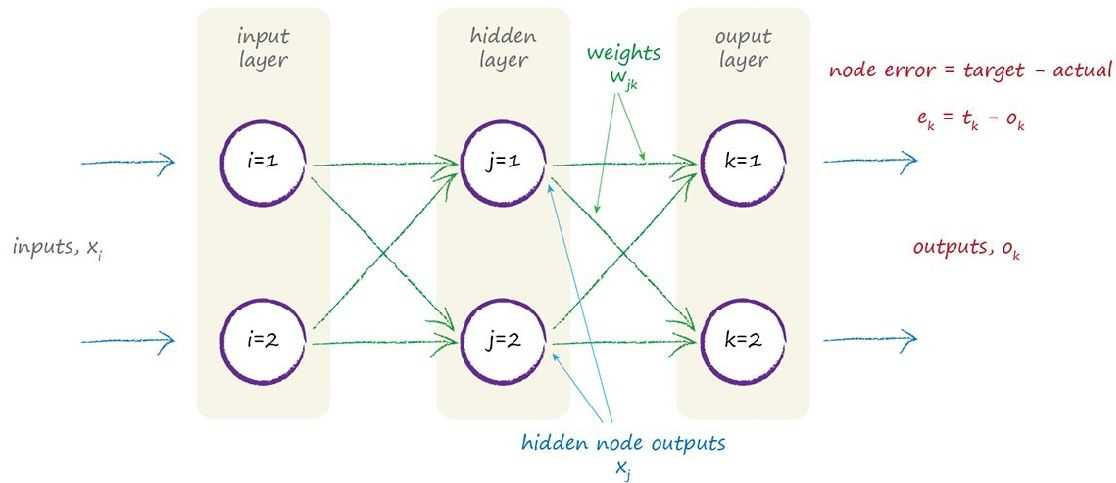 input
layer
hidden
layer
ouput
layer
weights
w_jk
node error = target - actual
e_k = t_k - o_k
i=1
j=1
k=1
inputs, x_i
outputs, o_k
i=2
j=2
k=2
hidden node outputs
x_j